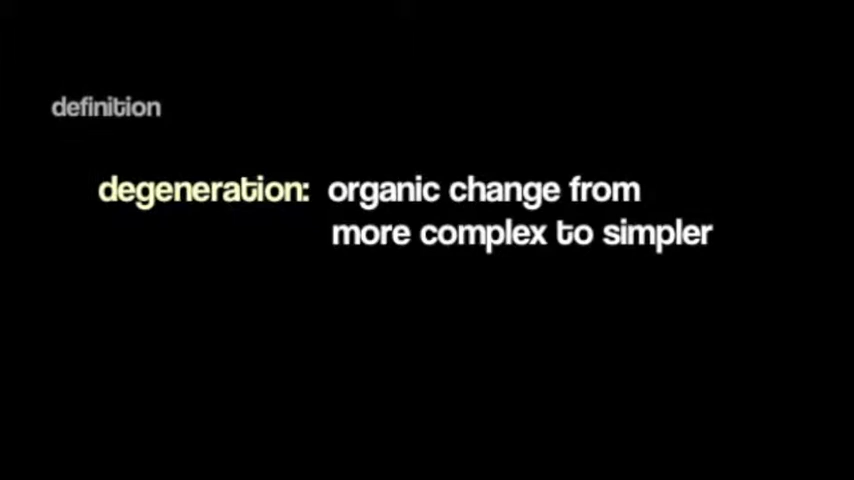 definition
degeneration: organic change from
more complex to simpler